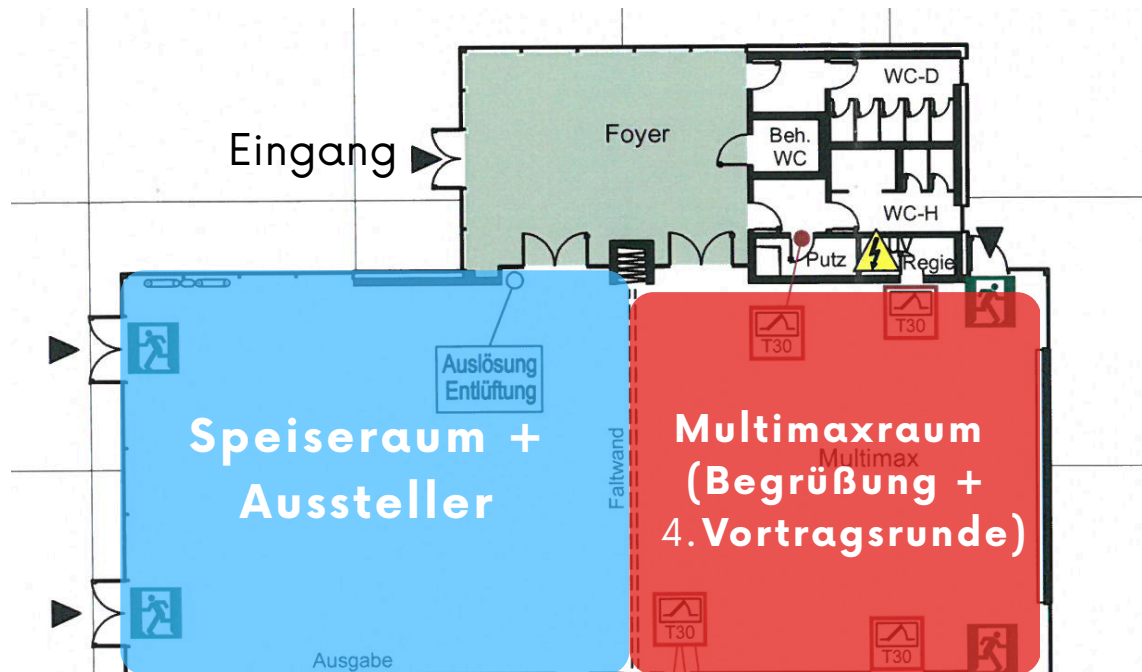 WC-D
Eingang
Foyer
Beh.
WC
WC-H
Putz
Regie
T30
T30
Auslösung
Entlüftung
Speiseraum +
Aussteller
Faltwand
Multimaxraum
Multimax
(Begrüßung +
4.Vortragsrunde)
T30
T30
Ausgabe